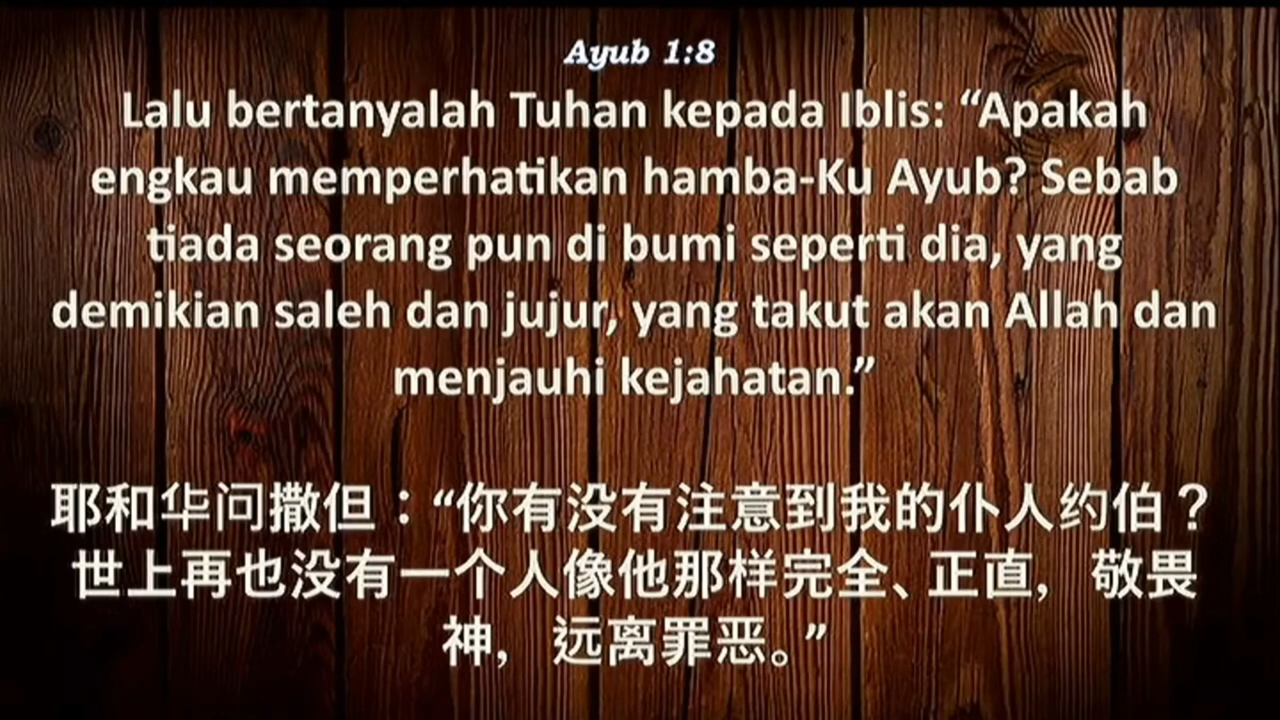 Ayub 1:8
Lalu bertanyalah Tuhan kepada Iblis: “Apakah
engkau memperhatikan hamba-Ku Ayub? Sebab
tiada seorang pun di bumi seperti dia, yang
demikian saleh dan jujur, yang takut akan Allah dan
menjauhi kejahatan.”
耶和华问撒但：“你有没有注意到我的仆人约伯？
世上再也没有一个人像他那样完全、正直，敬畏
神，远离罪恶。”